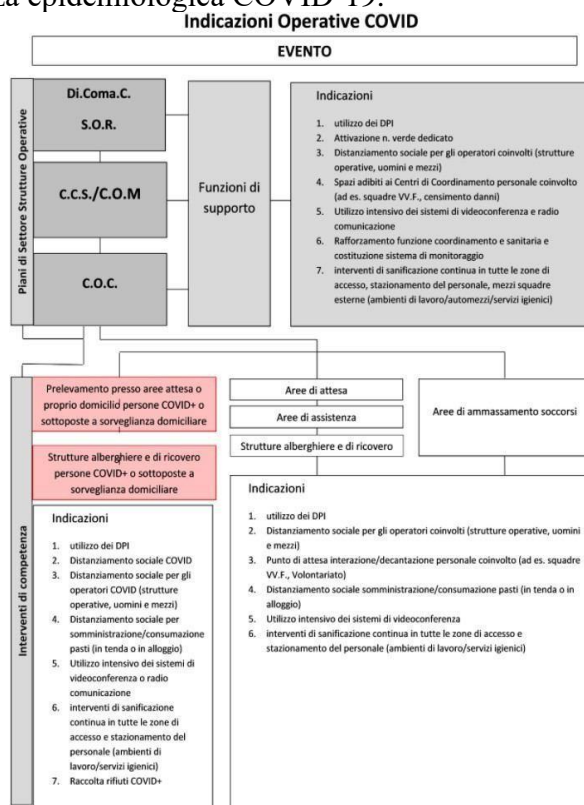 epidemiologica COVID-19.
Indicazioni Operative COVID
EVENTO
Piani di Settore Strutture Operative
Di.Coma.C.
S.O.R.
C.C.S./C.O.M
C.O.C.
Funzioni di
supporto
Indicazioni
1. utilizzo dei DPI
2. Attivazione n. verde dedicato
3. Distanziamento sociale per gli operatori coinvolti (strutture
operative, uomini e mezzi)
4. Spazi adibiti ai Centri di Coordinamento personale coinvolto
(ad es. squadre VV.F., censimento danni)
5. Utilizzo intensivo dei sistemi di videoconferenza e radio
comunicazione
6. Rafforzamento funzione coordinamento e sanitaria e
costituzione sistema di monitoraggio
7. interventi di sanificazione continua in tutte le zone di
accesso, stazionamento del personale, mezzi squadre
esterne (ambienti di lavoro/automezzi/servizi igienici)
Interventi di competenza
Prelevamento presso aree attesa o
proprio domicilio persone COVID+ o
sottoposte a sorveglianza domiciliare
Strutture alberghiere e di ricovero
persone COVID+ o sottoposte a
sorveglianza domiciliare
Indicazioni
1. utilizzo dei DPI
2. Distanziamento sociale COVID
3. Distanziamento sociale per gli
operatori COVID (strutture
operative, uomini e mezzi)
4. Distanziamento sociale per
somministrazione/consumazione
pasti (in tenda o in alloggio)
5. Utilizzo intensivo dei sistemi di
videoconferenza o radio
comunicazione
6. interventi di sanificazione
continua in tutte le zone di
accesso e stazionamento del
personale (ambienti di
lavoro/servizi igienici)
7. Raccolta rifiuti COVID+
Aree di attesa
Aree di assistenza
Strutture alberghiere e di ricovero
Aree di ammassamento soccorsi
Indicazioni
1. utilizzo dei DPI
2. Distanziamento sociale per gli operatori coinvolti (strutture operative, uomini
e mezzi)
3. Punto di attesa interazione/decantazione personale coinvolto (ad es. squadre
VV.F., Volontariato)
4. Distanziamento sociale somministrazione/consumazione pasti (in tenda o in
alloggio)
5. Utilizzo intensivo dei sistemi di videoconferenza
6. interventi di sanificazione continua in tutte le zone di accesso e
stazionamento del personale (ambienti di lavoro/servizi igienici)